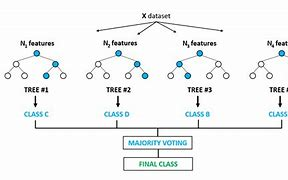 X dataset
N₁ features N₂ features N₃ features N₄ features
TREE #1 TREE #2 TREE #3 TREE
CLASS C CLASS D CLASS B CLASS
MAJORITY VOTING
FINAL CLASS